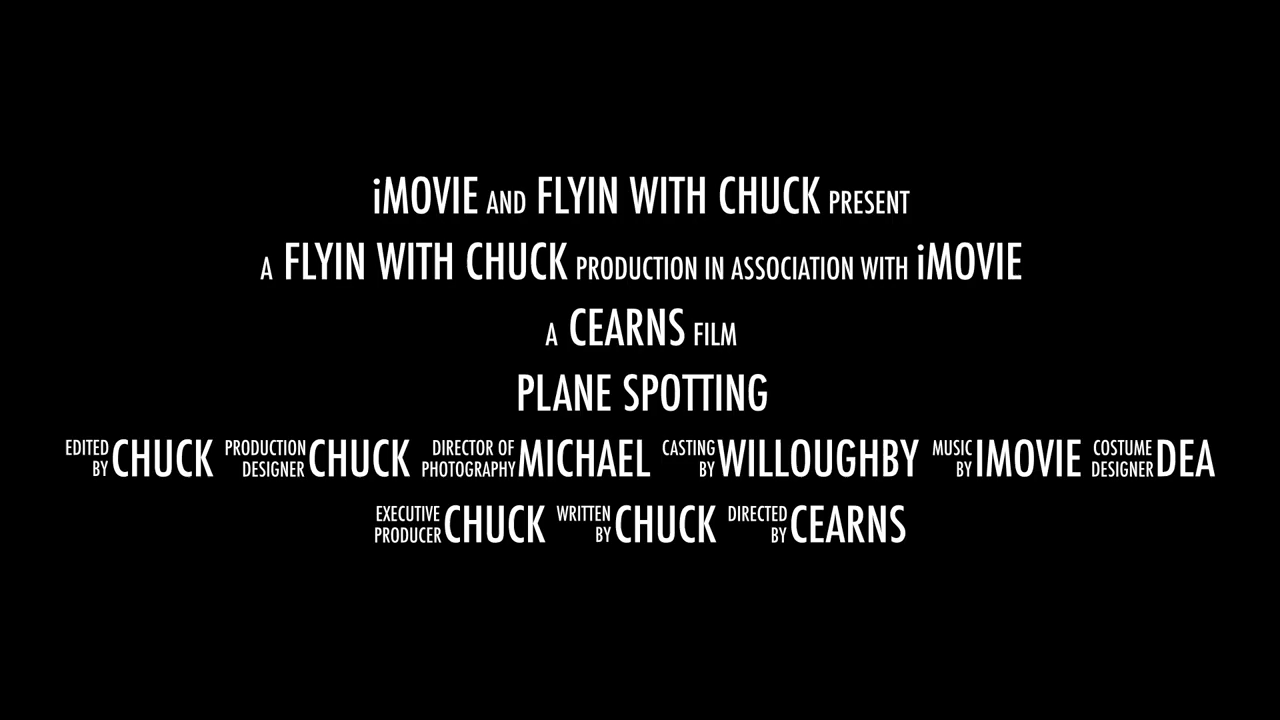 iMOVIE AND FLYIN WITH CHUCK PRESENT
A FLYIN WITH CHUCK PRODUCTION IN ASSOCIATION WITH iMOVIE
A CEARNS FILM
PLANE SPOTTING
EDITED BY CHUCK PRODUCTION DESIGNER CHUCK DIRECTOR OF PHOTOGRAPHY MICHAEL CASTING BY WILLOUGHBY MUSIC BY IMOVIE COSTUME DESIGNER DEA
EXECUTIVE PRODUCER CHUCK WRITTEN BY CHUCK DIRECTED BY CEARNS